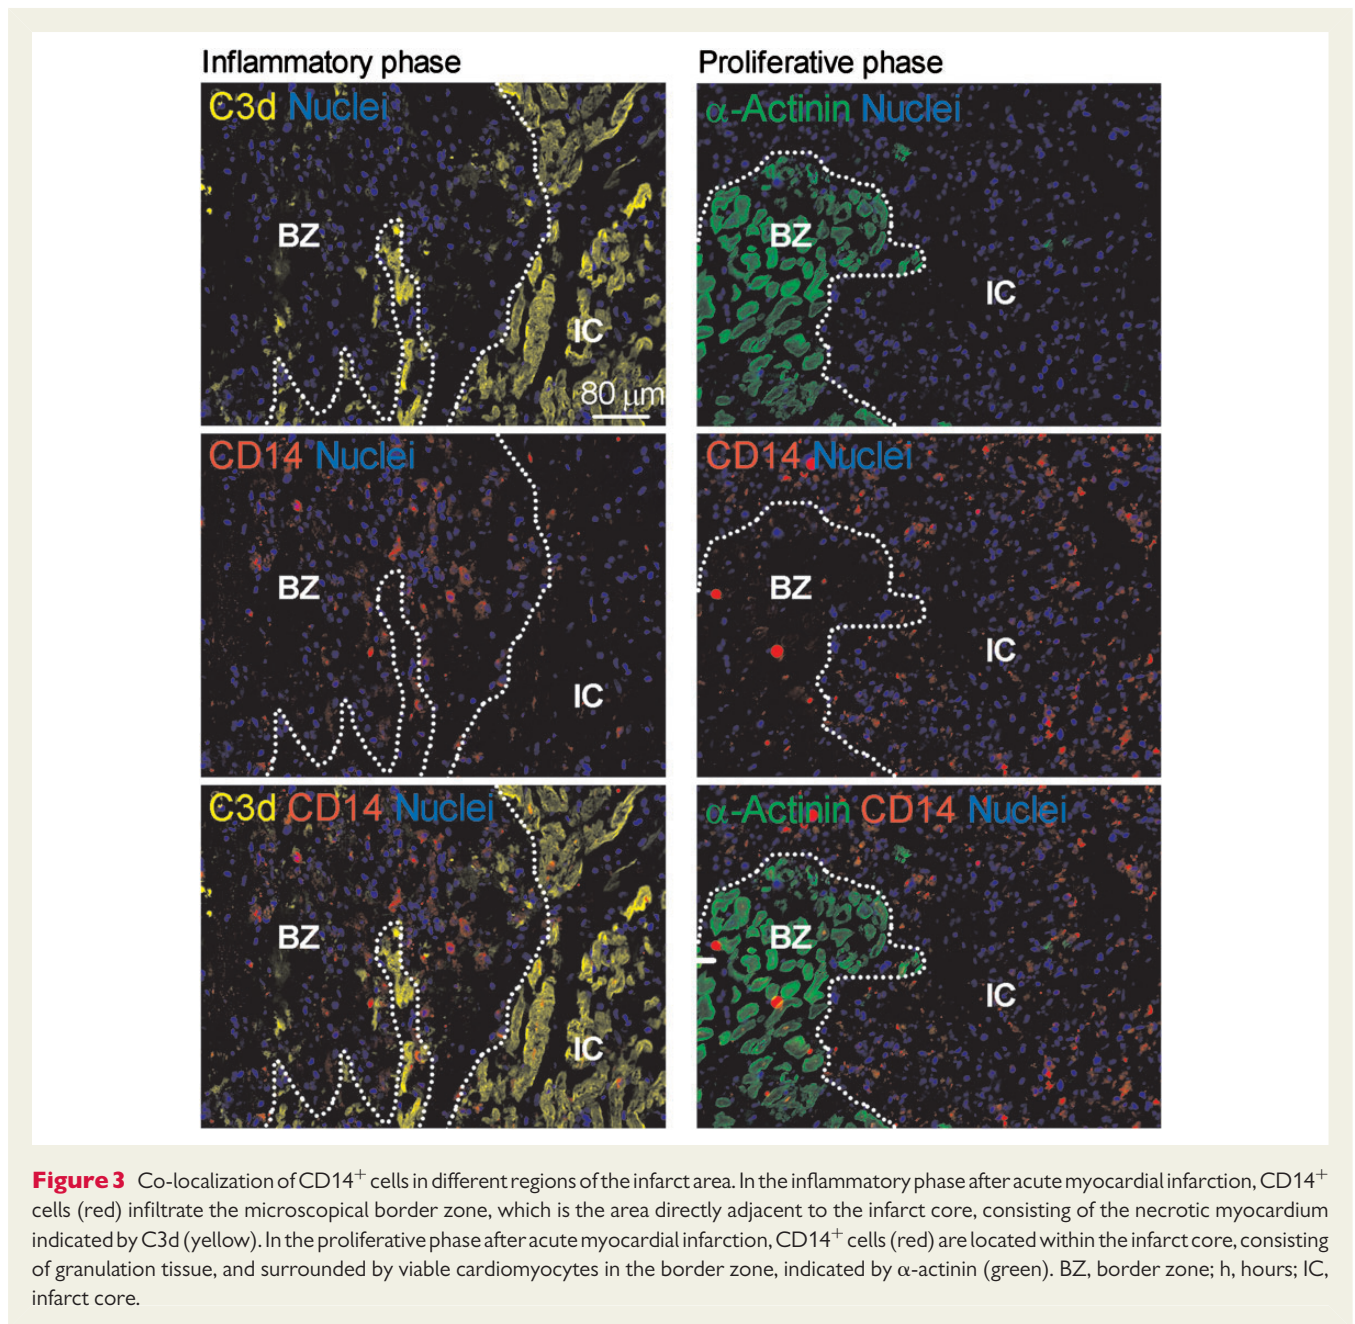 Inflammatory phase
Proliferative phase
C3d Nuclei
BZ
IC
80 μm
α-Actinin Nuclei
BZ
IC
CD14 Nuclei
BZ
IC
CD14 Nuclei
BZ
IC
C3d CD14 Nuclei
BZ
IC
α-Actinin CD14 Nuclei
BZ
IC
Figure 3 Co-localization of CD14⁺ cells in different regions of the infarct area. In the inflammatory phase after acute myocardial infarction, CD14⁺
cells (red) infiltrate the microscopical border zone, which is the area directly adjacent to the infarct core, consisting of the necrotic myocardium
indicated by C3d (yellow). In the proliferative phase after acute myocardial infarction, CD14⁺ cells (red) are located within the infarct core, consisting
of granulation tissue, and surrounded by viable cardiomyocytes in the border zone, indicated by α-actinin (green). BZ, border zone; h, hours; IC,
infarct core.